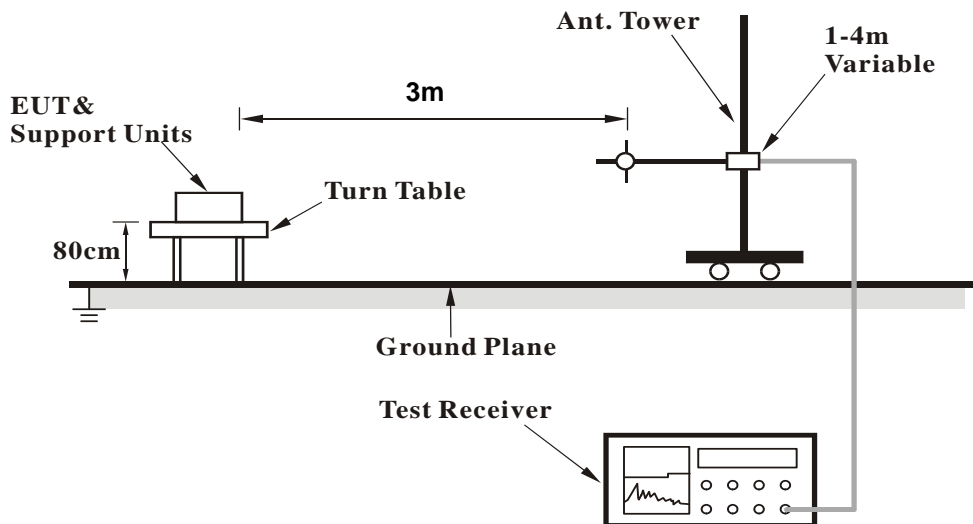 Ant. Tower
1-4m
Variable
3m
EUT&
Support Units
Turn Table
80cm
Ground Plane
Test Receiver